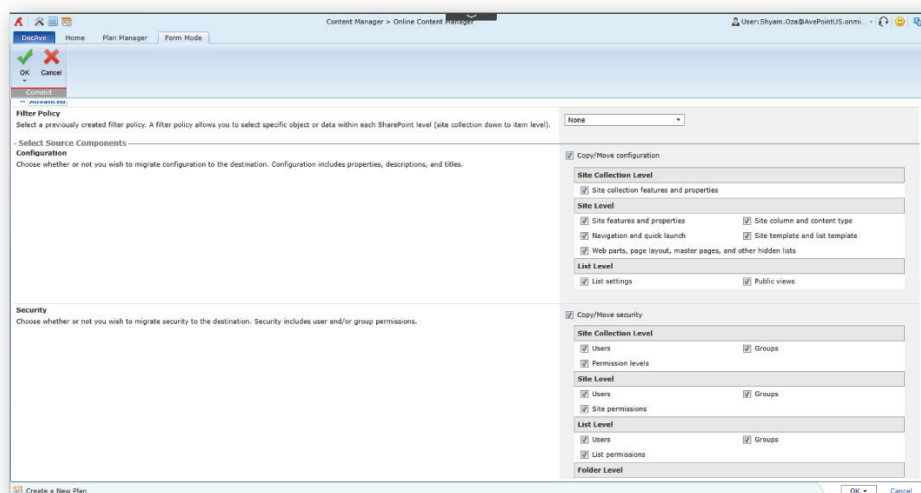 Content Manager > Online Content Manager
User: Shyam.Oza@AvePointUS.onmi...
DocAve Home Plan Manager Form Mode
OK Cancel
Commit
Advanced
Filter Policy
Select a previously created filter policy. A filter policy allows you to select specific object or data within each SharePoint level (site collection down to item level).
None
Select Source Components
Configuration
Choose whether or not you wish to migrate configuration to the destination. Configuration includes properties, descriptions, and titles.
Copy/Move configuration
Site Collection Level
Site collection features and properties
Site Level
Site features and properties Site column and content type
Navigation and quick launch Site template and list template
Web parts, page layout, master pages, and other hidden lists
List Level
List settings Public views
Security
Choose whether or not you wish to migrate security to the destination. Security includes user and/or group permissions.
Copy/Move security
Site Collection Level
Users Groups
Permission levels
Site Level
Users Groups
Site permissions
List Level
Users Groups
List permissions
Folder Level
Create a New Plan OK Cancel